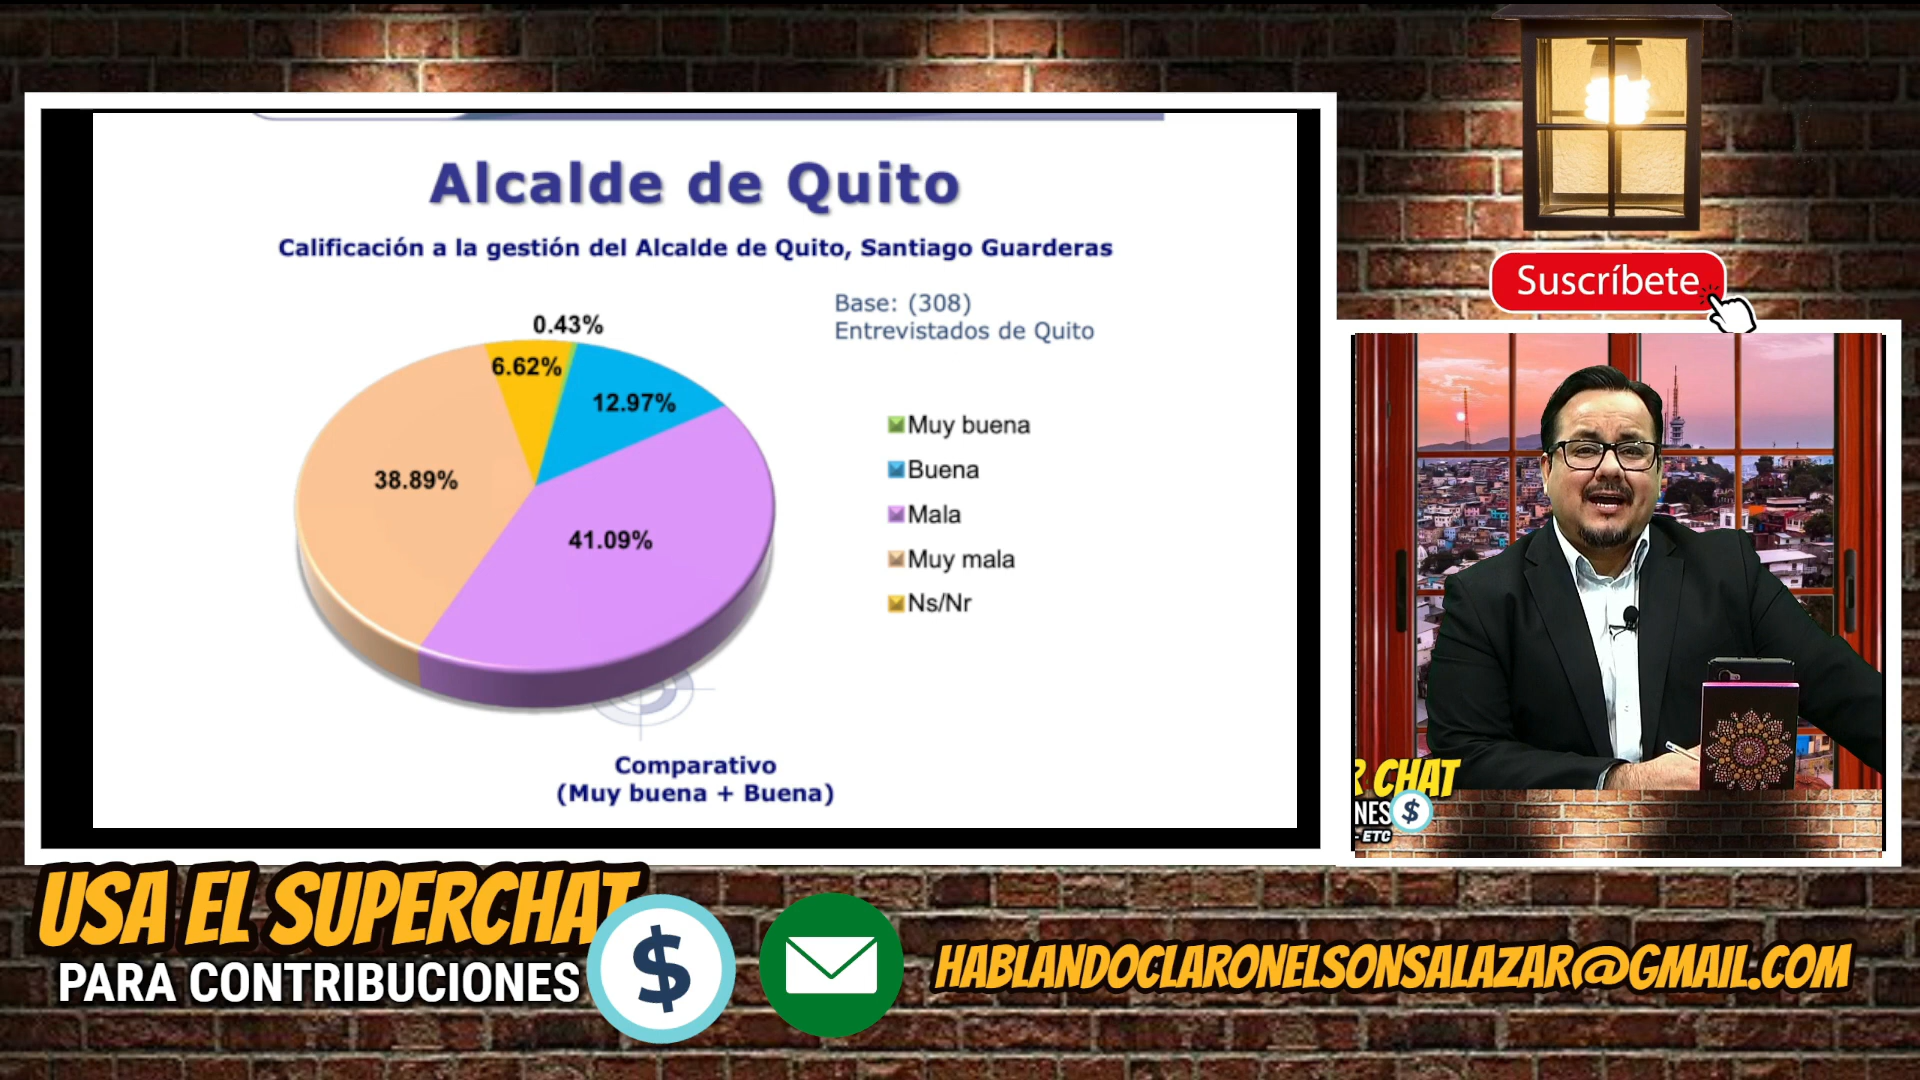 Alcalde de Quito
Calificación a la gestión del Alcalde de Quito, Santiago Guarderas
Base: (308)
Entrevistados de Quito
0.43%
6.62%
12.97%
38.89%
41.09%
Muy buena
Buena
Mala
Muy mala
Ns/Nr
Comparativo
(Muy buena + Buena)
Suscríbete
R CHAT
NES $
- ETC
USA EL SUPERCHAT
PARA CONTRIBUCIONES
$
HABLANDOCLARONELSONSALAZAR@GMAIL.COM